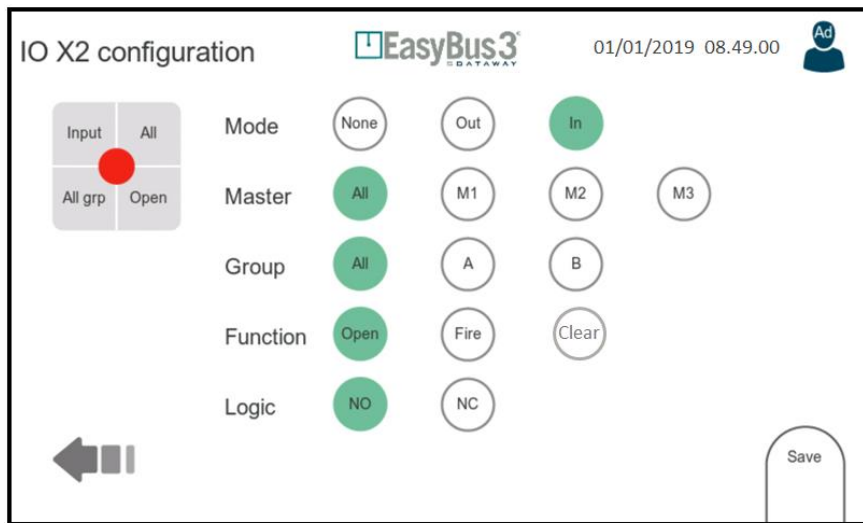 IO X2 configuration
EasyBus3
DATAWAY
01/01/2019 08.49.00
Ad
Input All
All grp Open
Mode None Out In
Master All M1 M2 M3
Group All A B
Function Open Fire Clear
Logic NO NC
Save